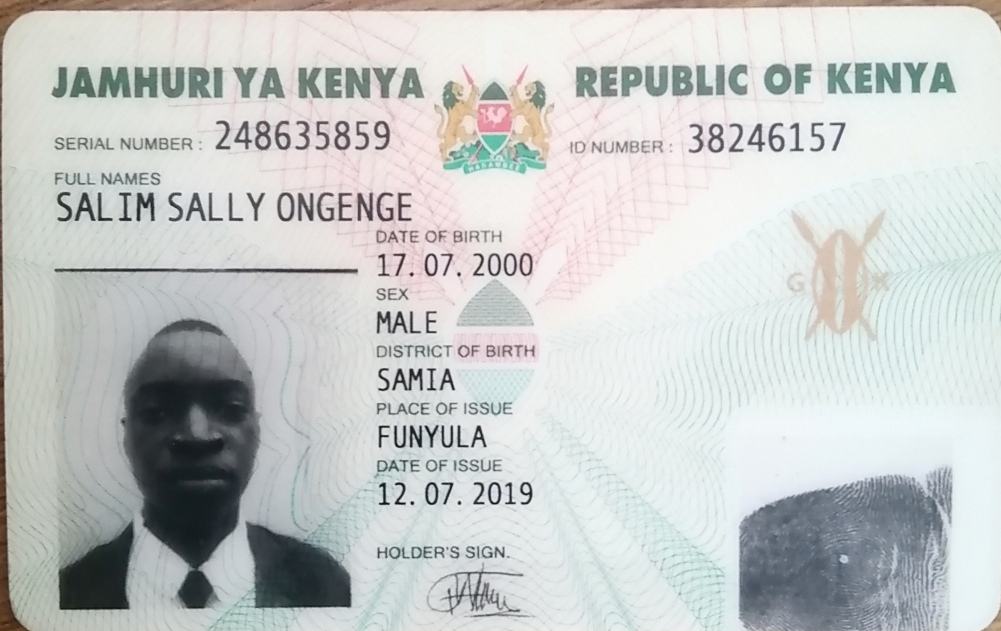 JAMHURI YA KENYA REPUBLIC OF KENYA
SERIAL NUMBER : 248635859 ID NUMBER : 38246157
HARAMBEE
FULL NAMES
SALIM SALLY ONGENGE
DATE OF BIRTH
17.07.2000
SEX
MALE
G K
DISTRICT OF BIRTH
SAMIA
PLACE OF ISSUE
FUNYULA
DATE OF ISSUE
12.07.2019
HOLDER'S SIGN.